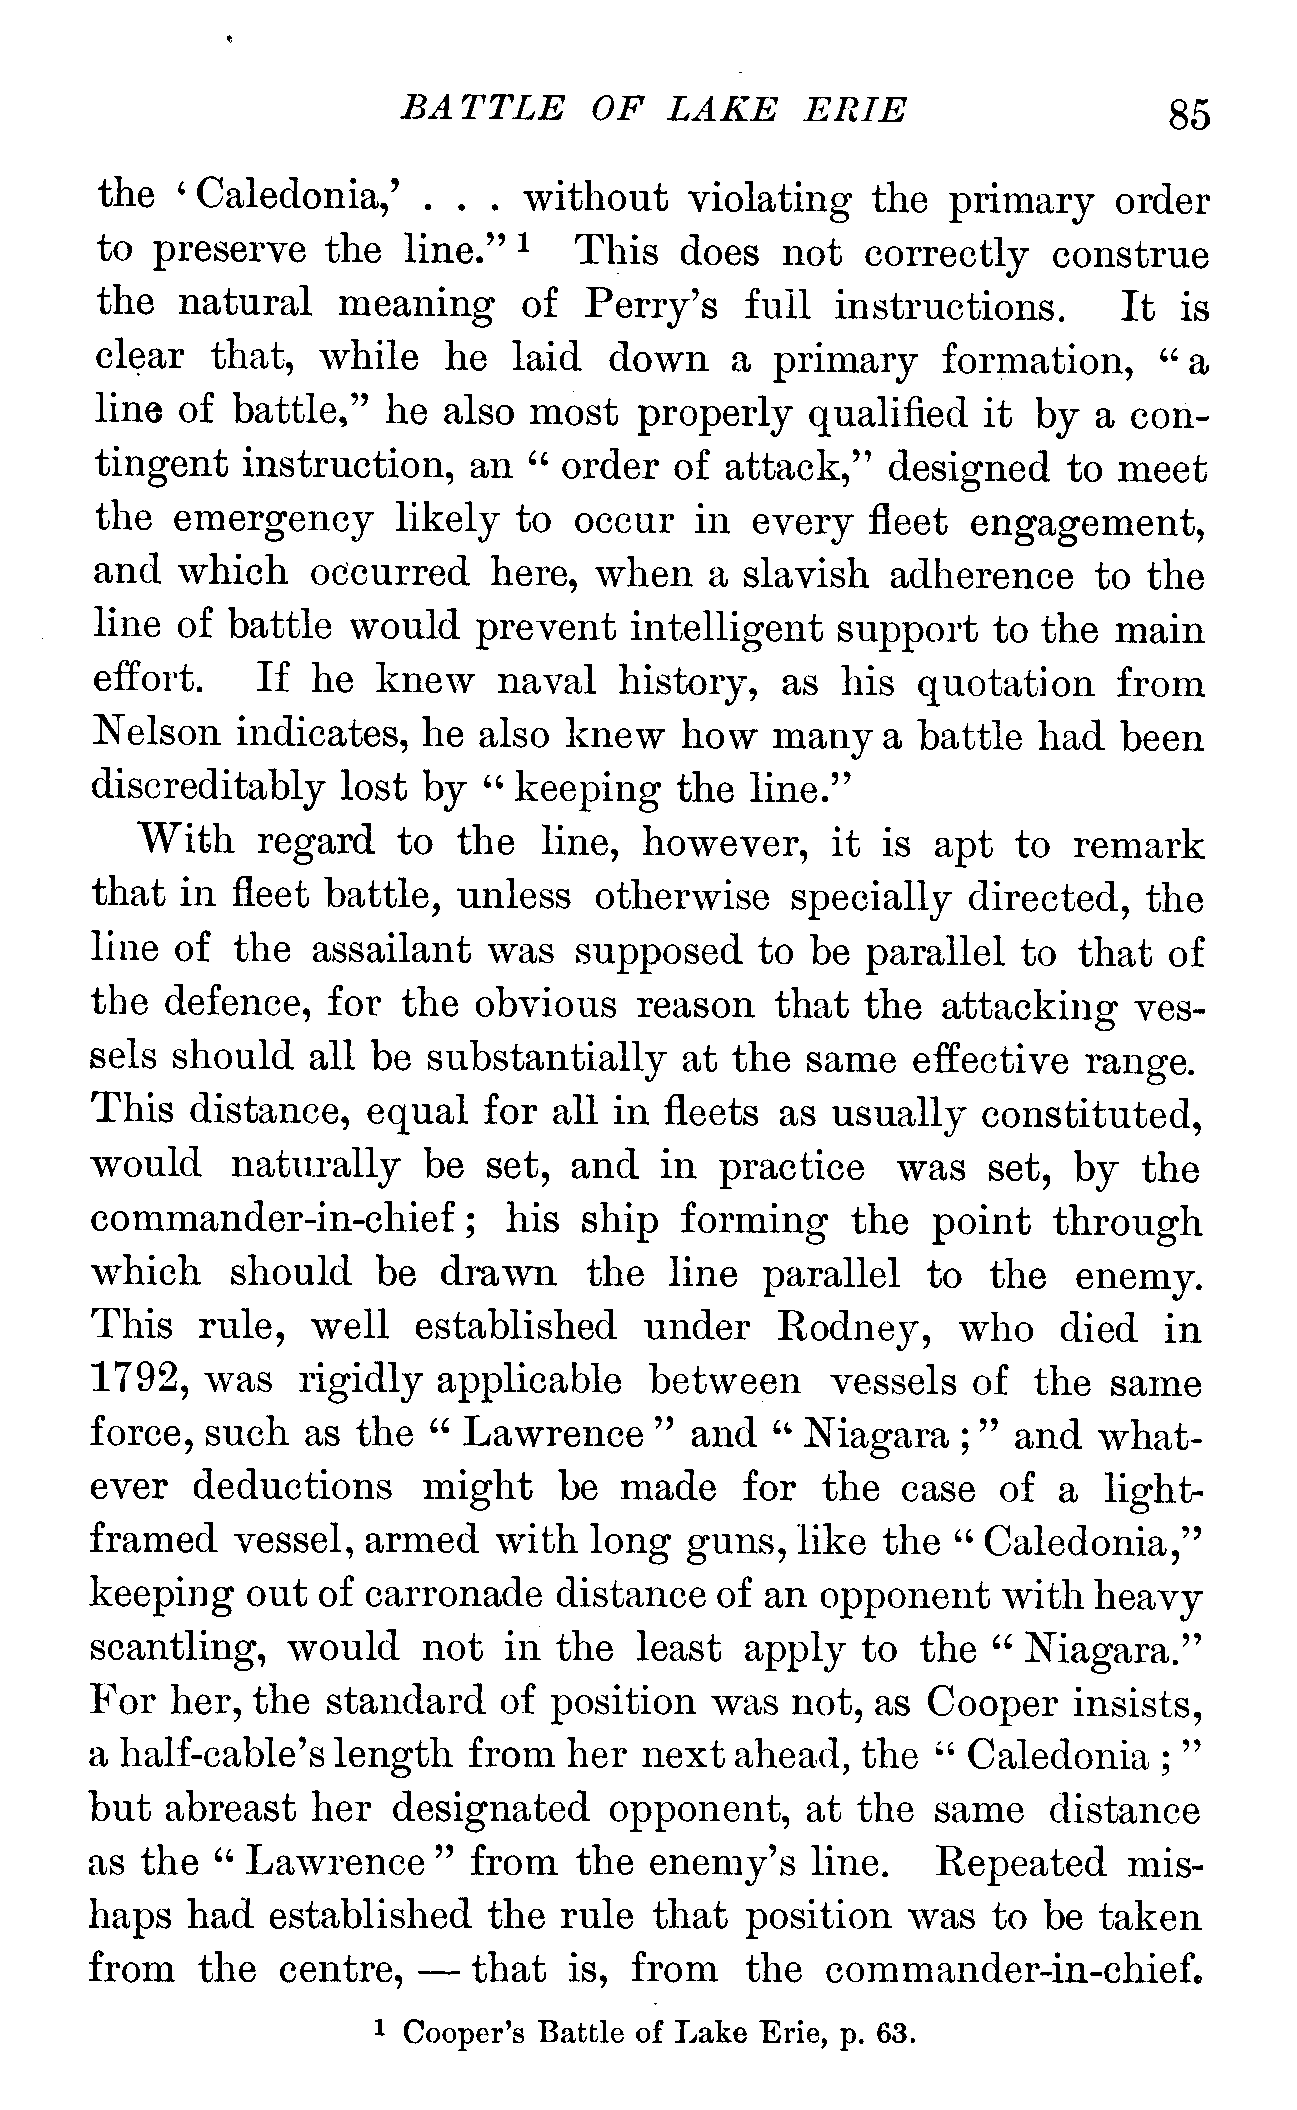 BATTLE OF LAKE ERIE 85
the ‘Caledonia,’ . . . without violating the primary order
to preserve the line.” 1 This does not correctly construe
the natural meaning of Perry’s full instructions. It is
clear that, while he laid down a primary formation, “a
line of battle,” he also most properly qualified it by a con-
tingent instruction, an “order of attack,” designed to meet
the emergency likely to occur in every fleet engagement,
and which occurred here, when a slavish adherence to the
line of battle would prevent intelligent support to the main
effort. If he knew naval history, as his quotation from
Nelson indicates, he also knew how many a battle had been
discreditably lost by “keeping the line.”
With regard to the line, however, it is apt to remark
that in fleet battle, unless otherwise specially directed, the
line of the assailant was supposed to be parallel to that of
the defence, for the obvious reason that the attacking ves-
sels should all be substantially at the same effective range.
This distance, equal for all in fleets as usually constituted,
would naturally be set, and in practice was set, by the
commander-in-chief; his ship forming the point through
which should be drawn the line parallel to the enemy.
This rule, well established under Rodney, who died in
1792, was rigidly applicable between vessels of the same
force, such as the “Lawrence” and “Niagara;” and what-
ever deductions might be made for the case of a light-
framed vessel, armed with long guns, like the “Caledonia,”
keeping out of carronade distance of an opponent with heavy
scantling, would not in the least apply to the “Niagara.”
For her, the standard of position was not, as Cooper insists,
a half-cable’s length from her next ahead, the “Caledonia;”
but abreast her designated opponent, at the same distance
as the “Lawrence” from the enemy’s line. Repeated mis-
haps had established the rule that position was to be taken
from the centre, — that is, from the commander-in-chief.
1 Cooper’s Battle of Lake Erie, p. 63.